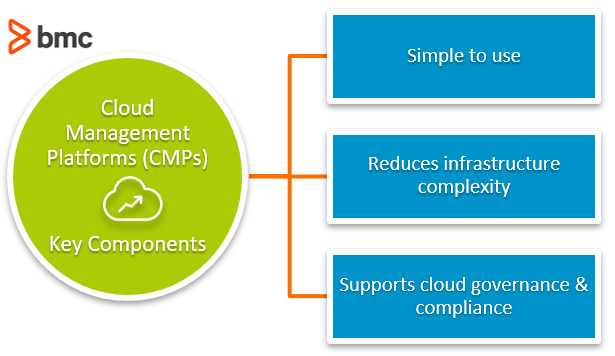 bmc
Cloud
Management
Platforms (CMPs)
Key Components
Simple to use
Reduces infrastructure
complexity
Supports cloud governance &
compliance